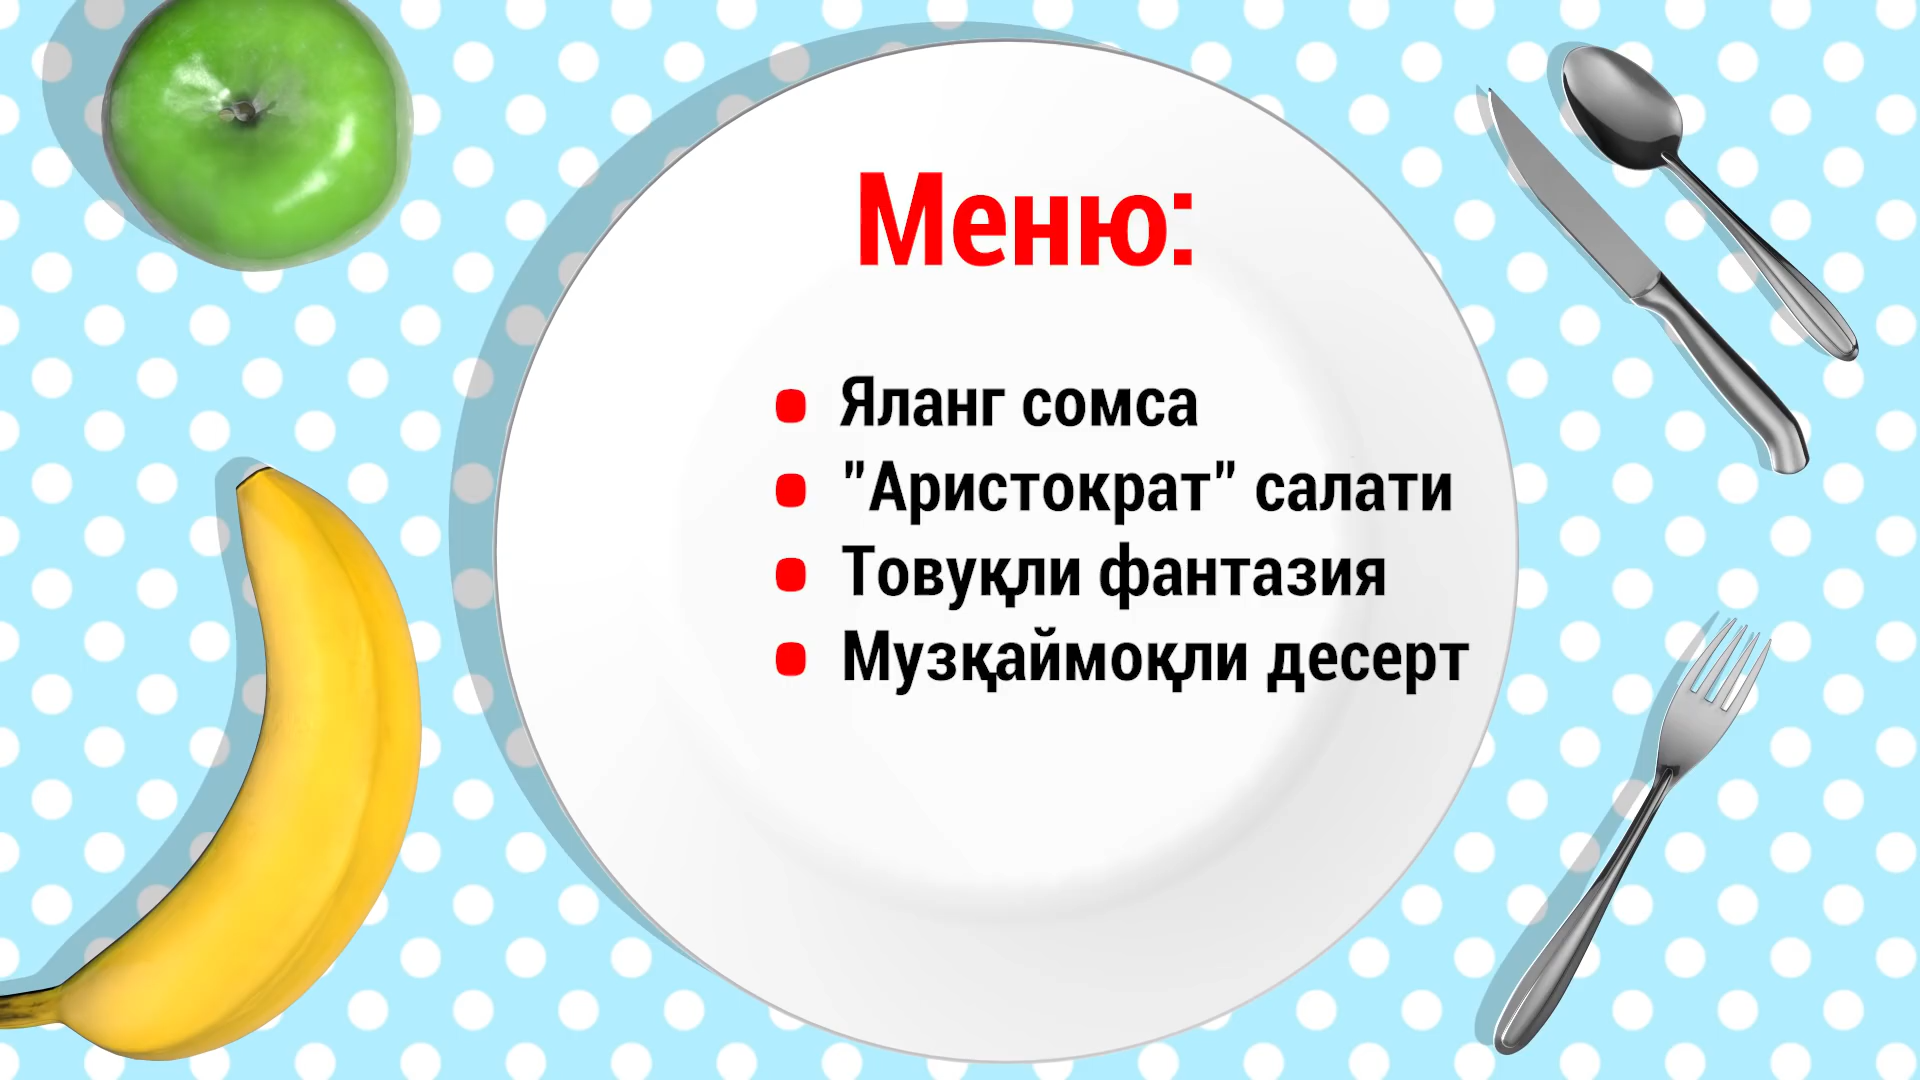 Меню:
Яланг сомса
"Аристократ" салати
Товуқли фантазия
Музқаймоқли десерт